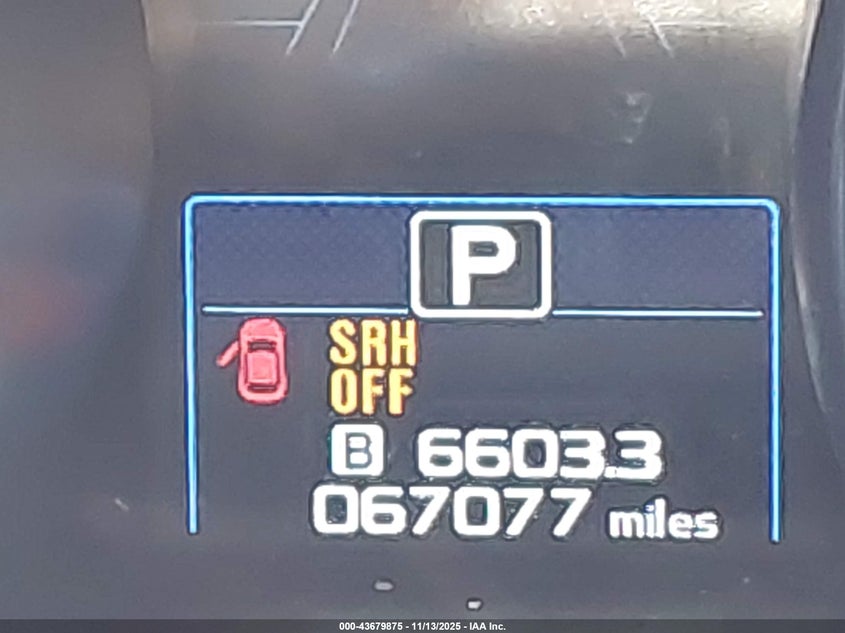 P
SRH
OFF
B 6603.3
067077 miles
000-43679875 - 11/13/2025 - IAA Inc.